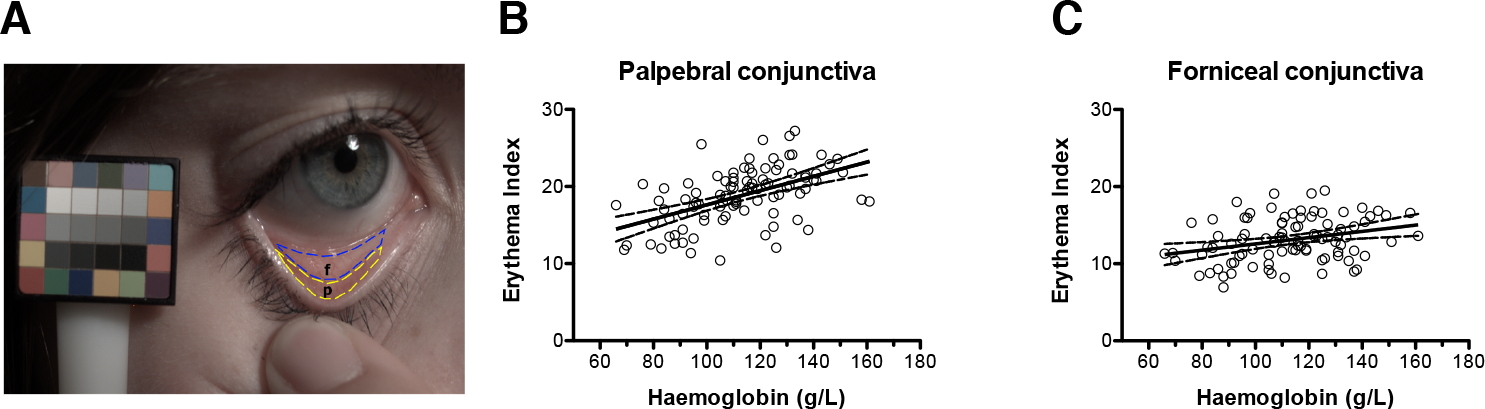 A
B
C
Palpebral conjunctiva
Forniceal conjunctiva
f
p
Erythema Index
30
20
10
0
60 80 100 120 140 160 180
Haemoglobin (g/L)
Erythema Index
30
20
10
0
60 80 100 120 140 160 180
Haemoglobin (g/L)